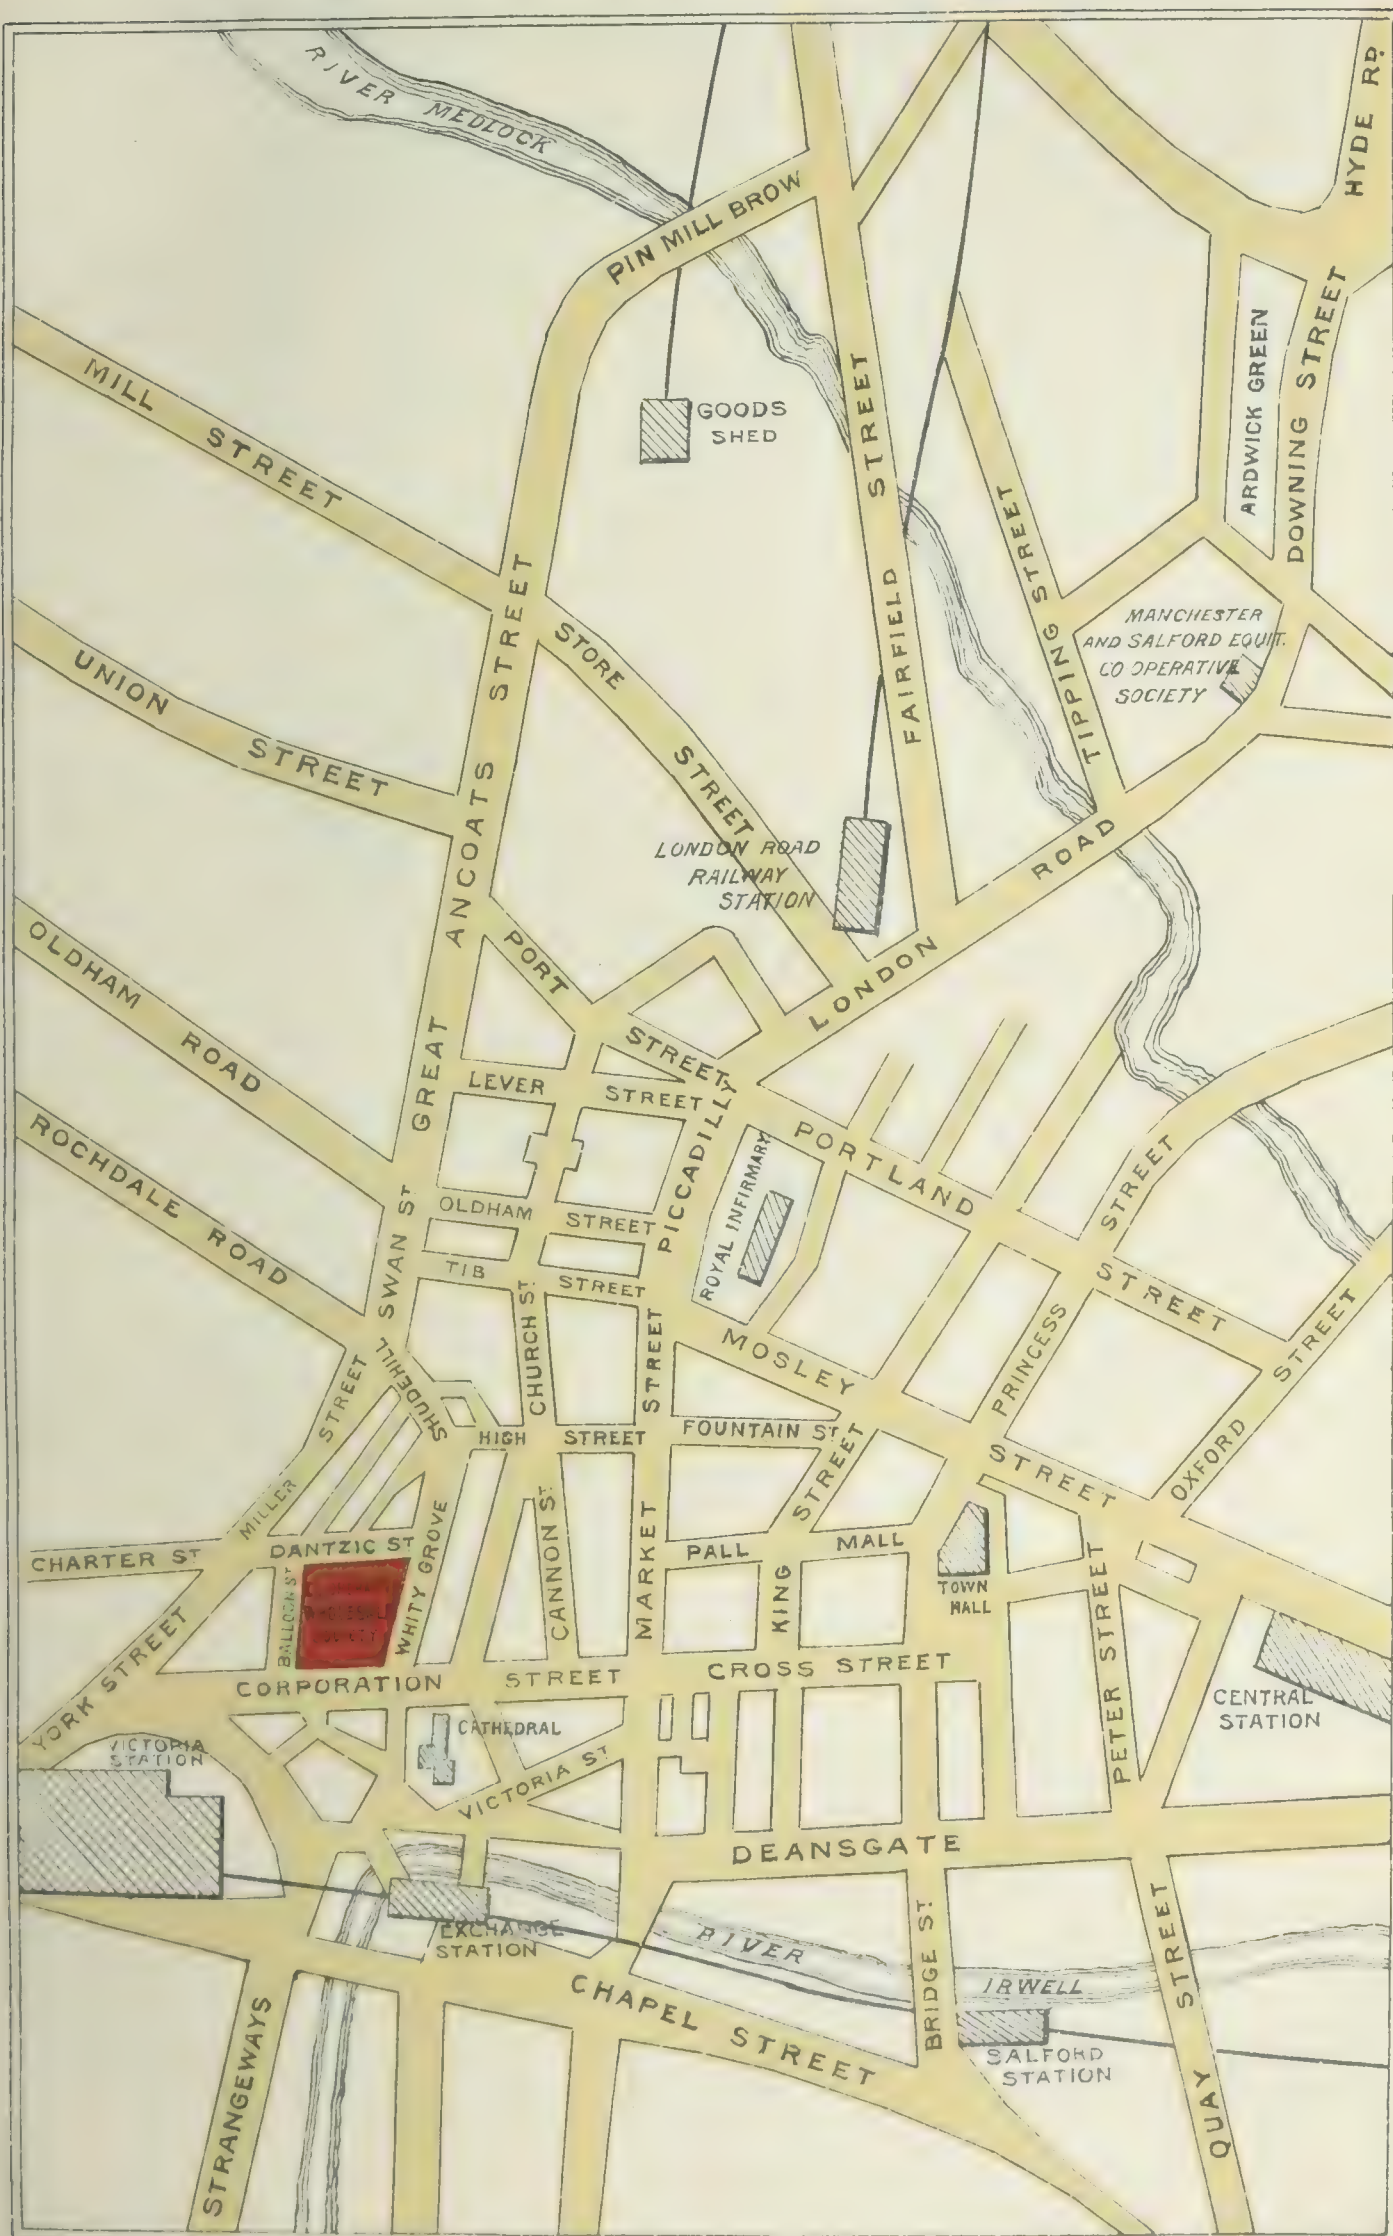 RIVER MEDLOCK
HYDE RD.
PIN MILL BROW
MILL STREET
GOODS
SHED
FAIRFIELD STREET
ARDWICK GREEN
DOWNING STREET
TIPPING STREET
MANCHESTER
AND SALFORD EQUIT.
CO OPERATIVE
SOCIETY
UNION STREET
STORE STREET
GREAT ANCOATS STREET
LONDON ROAD
RAILWAY
STATION
LONDON ROAD
OLDHAM ROAD
PORT STREET
ROCHDALE ROAD
LEVER STREET
PICCADILLY
ROYAL INFIRMARY
PORTLAND STREET
PRINCESS STREET
OLDHAM STREET
SWAN ST
TIB STREET
CHURCH ST.
MOSLEY STREET
OXFORD STREET
SHUDEHILL
MILLER STREET
HIGH STREET
FOUNTAIN ST.
MARKET STREET
CANNON ST.
PALL MALL
KING STREET
TOWN
HALL
CHARTER ST
DANTZIC ST
BALLOON ST
WHITY GROVE
PETER STREET
YORK STREET
CORPORATION STREET
CROSS STREET
CENTRAL
STATION
VICTORIA
STATION
CATHEDRAL
VICTORIA ST
DEANSGATE
EXCHANGE
STATION
RIVER IRWELL
BRIDGE ST.
QUAY STREET
CHAPEL STREET
SALFORD
STATION
STRANGEWAYS